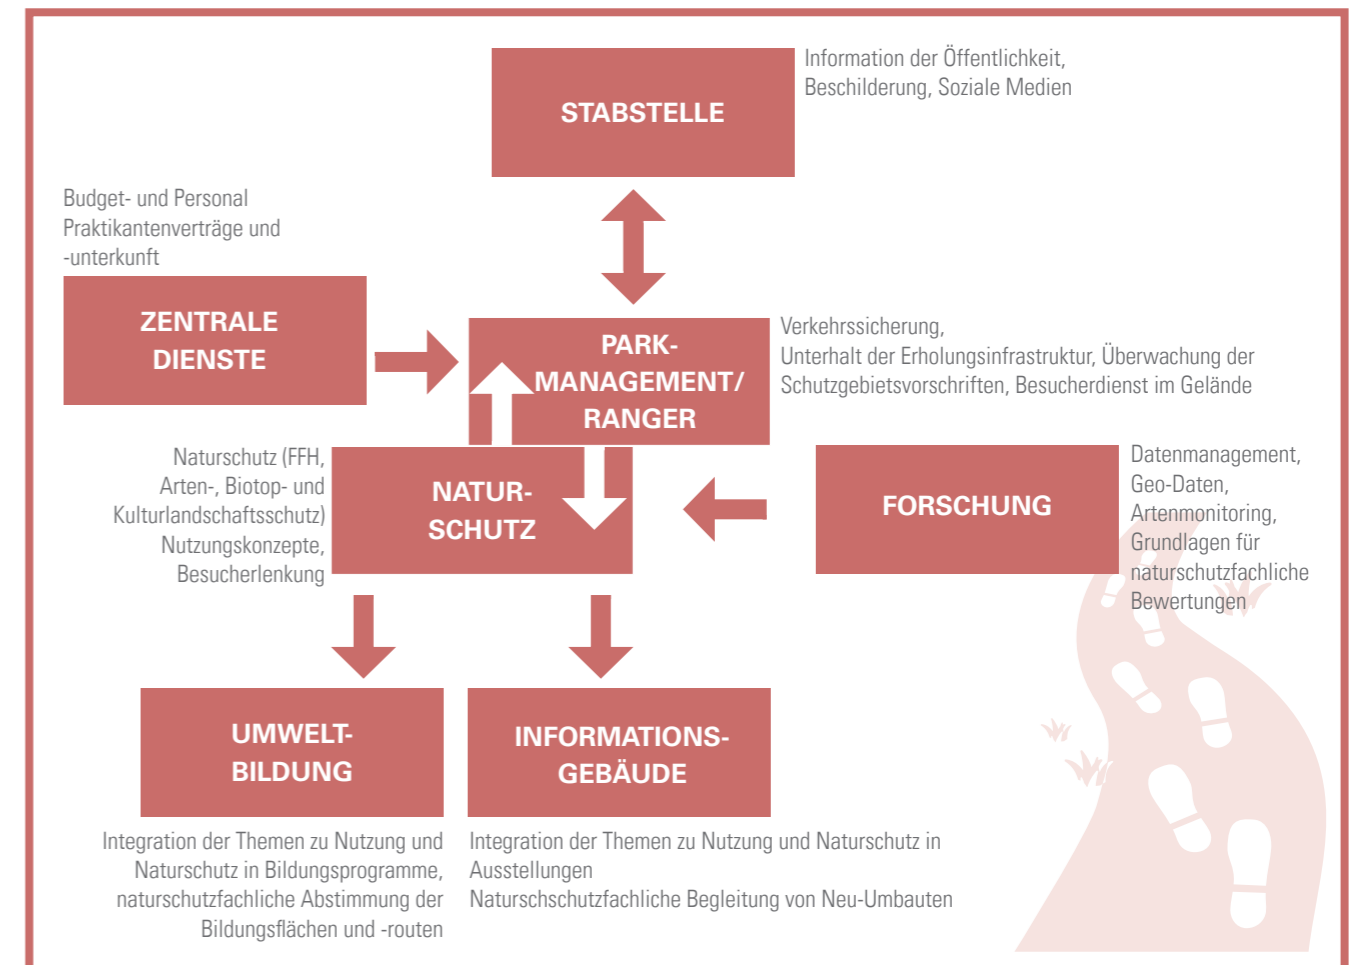 STABSTELLE
Information der Öffentlichkeit,
Beschilderung, Soziale Medien
Budget- und Personal
Praktikantenverträge und
-unterkunft
ZENTRALE
DIENSTE
PARK-
MANAGEMENT/
RANGER
Verkehrssicherung,
Unterhalt der Erholungsinfrastruktur, Überwachung der
Schutzgebietsvorschriften, Besucherdienst im Gelände
Naturschutz (FFH,
Arten-, Biotop- und
Kulturlandschaftsschutz)
Nutzungskonzepte,
Besucherlenkung
NATUR-
SCHUTZ
FORSCHUNG
Datenmanagement,
Geo-Daten,
Artenmonitoring,
Grundlagen für
naturschutzfachliche
Bewertungen
UMWELT-
BILDUNG
Integration der Themen zu Nutzung und
Naturschutz in Bildungsprogramme,
naturschutzfachliche Abstimmung der
Bildungsflächen und -routen
INFORMATIONS-
GEBÄUDE
Integration der Themen zu Nutzung und Naturschutz in
Ausstellungen
Naturschschutzfachliche Begleitung von Neu-Umbauten